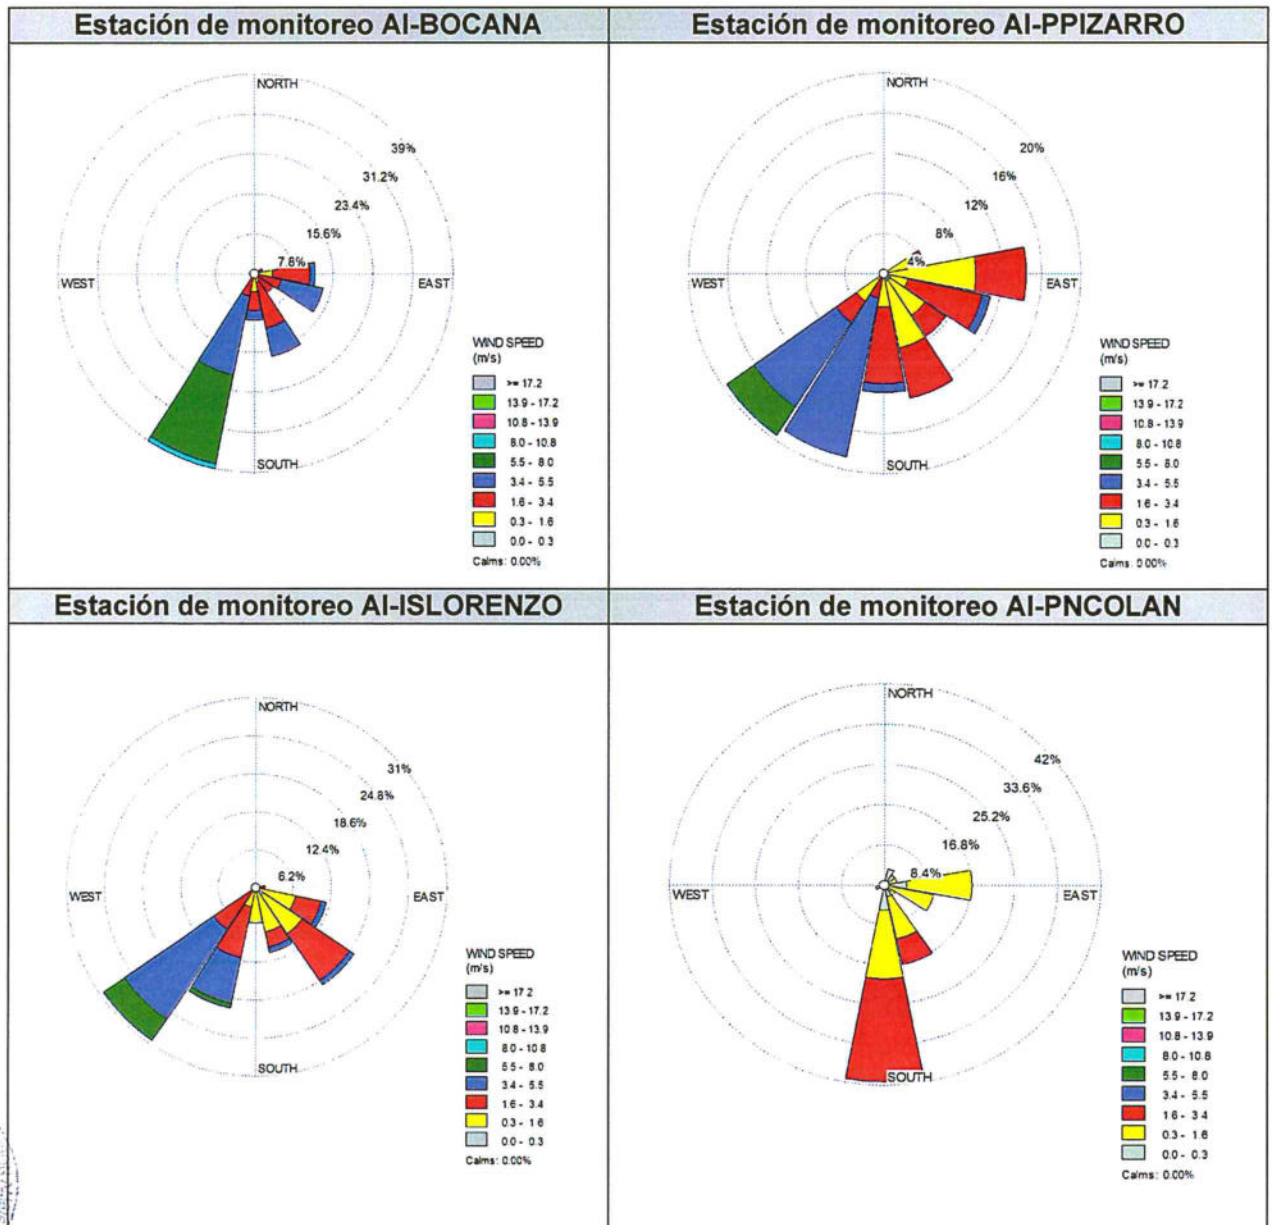 Estación de monitoreo AI-BOCANA
Estación de monitoreo AI-PPIZARRO
NORTH
39%
31.2%
23.4%
15.6%
7.8%
WEST
EAST
SOUTH
WIND SPEED
(m/s)
>= 17.2
13.9 - 17.2
10.8 - 13.9
8.0 - 10.8
5.5 - 8.0
3.4 - 5.5
1.6 - 3.4
0.3 - 1.6
0.0 - 0.3
Calms: 0.00%
NORTH
20%
16%
12%
8%
4%
WEST
EAST
SOUTH
WIND SPEED
(m/s)
>= 17.2
13.9 - 17.2
10.8 - 13.9
8.0 - 10.8
5.5 - 8.0
3.4 - 5.5
1.6 - 3.4
0.3 - 1.6
0.0 - 0.3
Calms: 0.00%
Estación de monitoreo AI-ISLORENZO
Estación de monitoreo AI-PNCOLAN
NORTH
31%
24.8%
18.6%
12.4%
6.2%
WEST
EAST
SOUTH
WIND SPEED
(m/s)
>= 17.2
13.9 - 17.2
10.8 - 13.9
8.0 - 10.8
5.5 - 8.0
3.4 - 5.5
1.6 - 3.4
0.3 - 1.6
0.0 - 0.3
Calms: 0.00%
NORTH
42%
33.6%
25.2%
16.8%
8.4%
WEST
EAST
SOUTH
WIND SPEED
(m/s)
>= 17.2
13.9 - 17.2
10.8 - 13.9
8.0 - 10.8
5.5 - 8.0
3.4 - 5.5
1.6 - 3.4
0.3 - 1.6
0.0 - 0.3
Calms: 0.00%